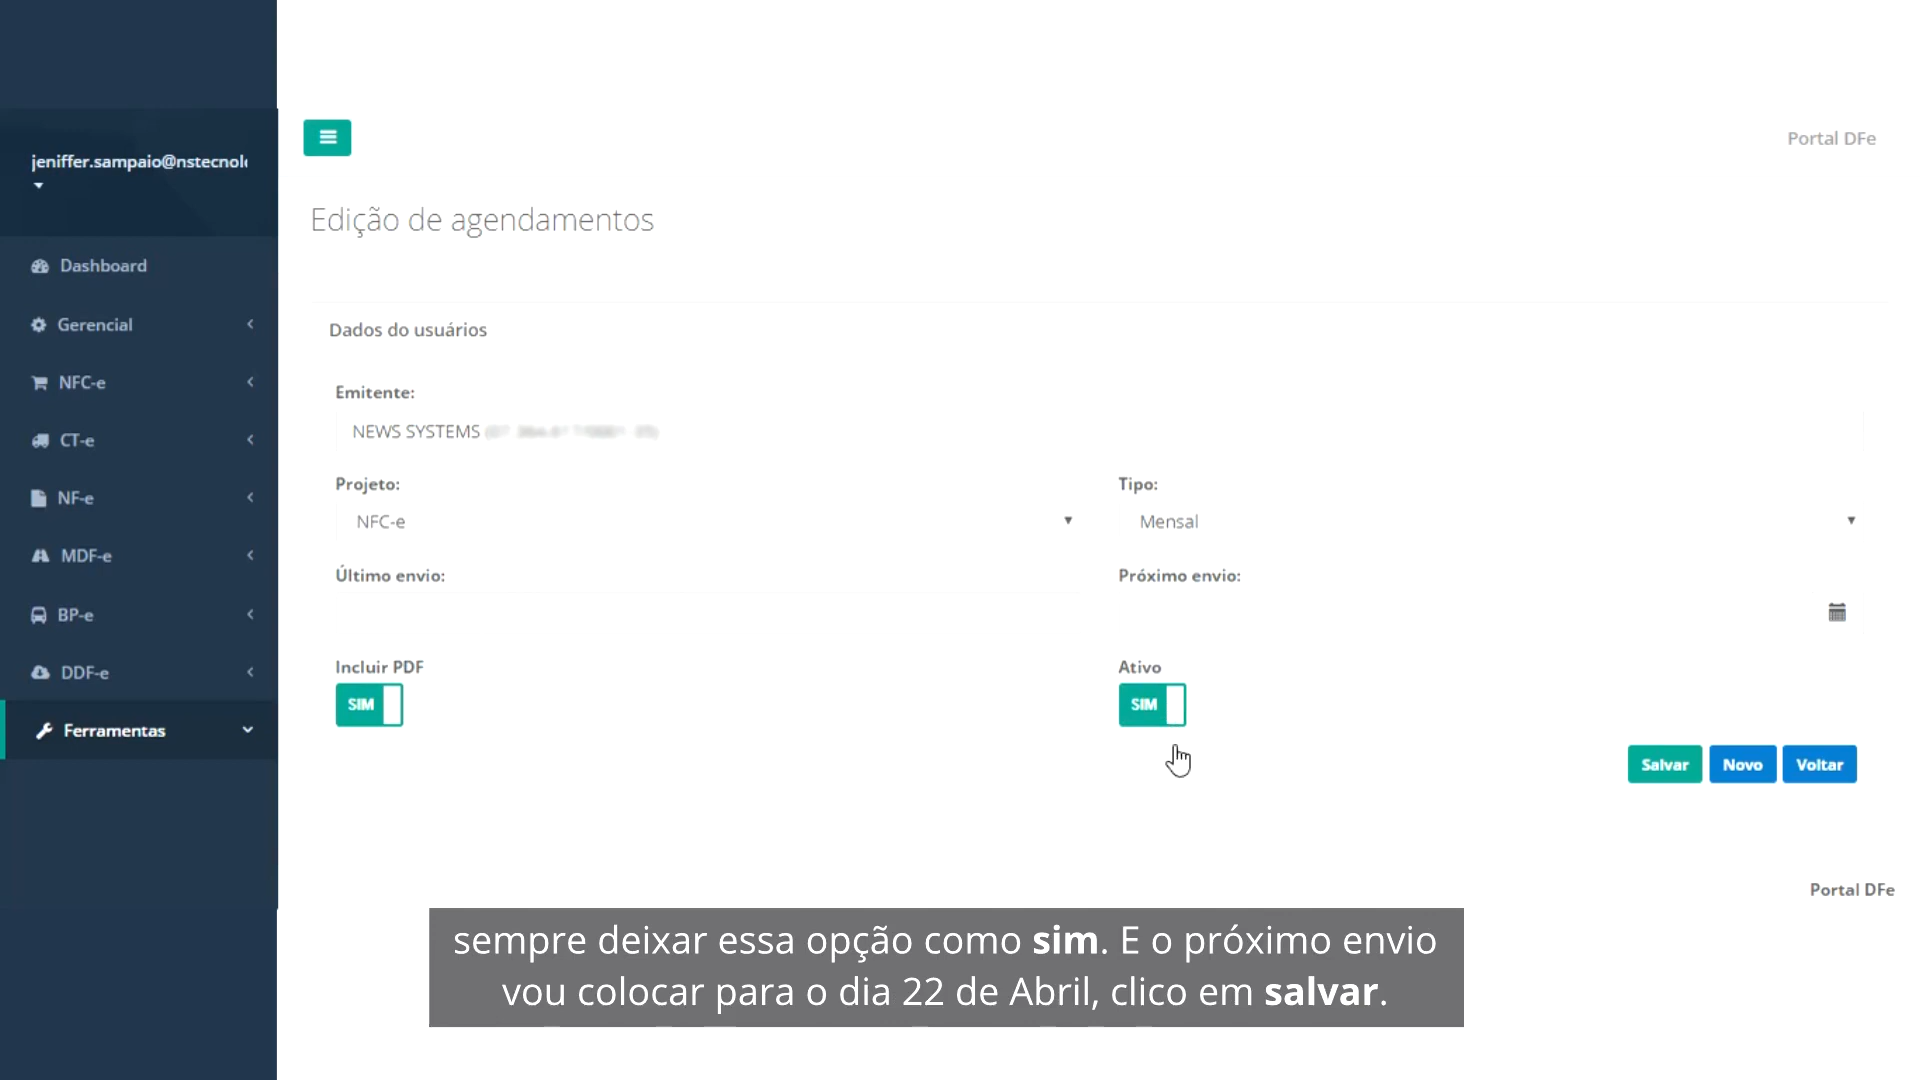 jeniffer.sampaio@nstecnol
Portal DFe
Edição de agendamentos
Dashboard
Gerencial
NFC-e
CT-e
NF-e
MDF-e
BP-e
DDF-e
Ferramentas
Dados do usuários
Emitente:
NEWS SYSTEMS
Projeto:
Tipo:
NFC-e
Mensal
Último envio:
Próximo envio:
Incluir PDF
Ativo
SIM
SIM
Salvar
Novo
Voltar
Portal DFe
sempre deixar essa opção como sim. E o próximo envio
vou colocar para o dia 22 de Abril, clico em salvar.